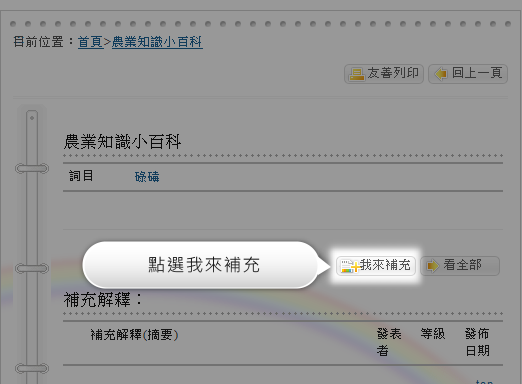 目前位置：首頁>農業知識小百科
友善列印 回上一頁
農業知識小百科
詞目 碌碡
點選我來補充 我來補充 看全部
補充解釋：
補充解釋(摘要) 發表者 等級 發佈日期
top